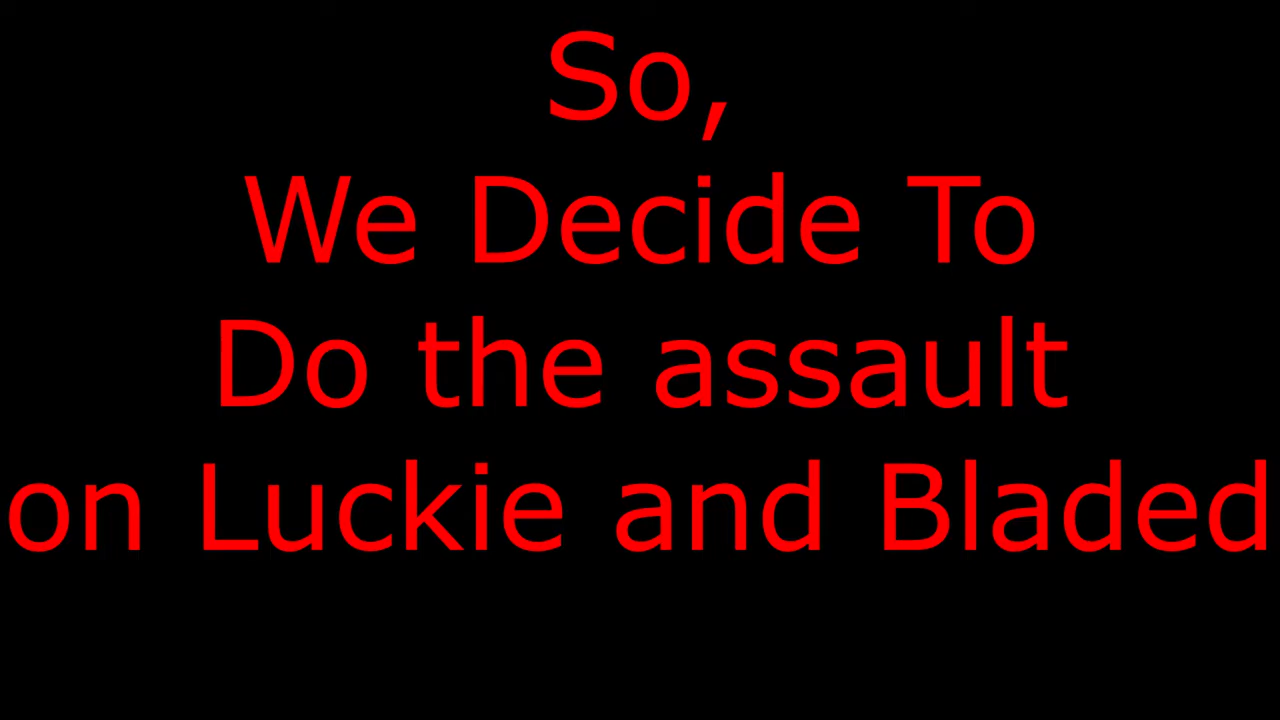 So,
We Decide To
Do the assault
on Luckie and Bladed